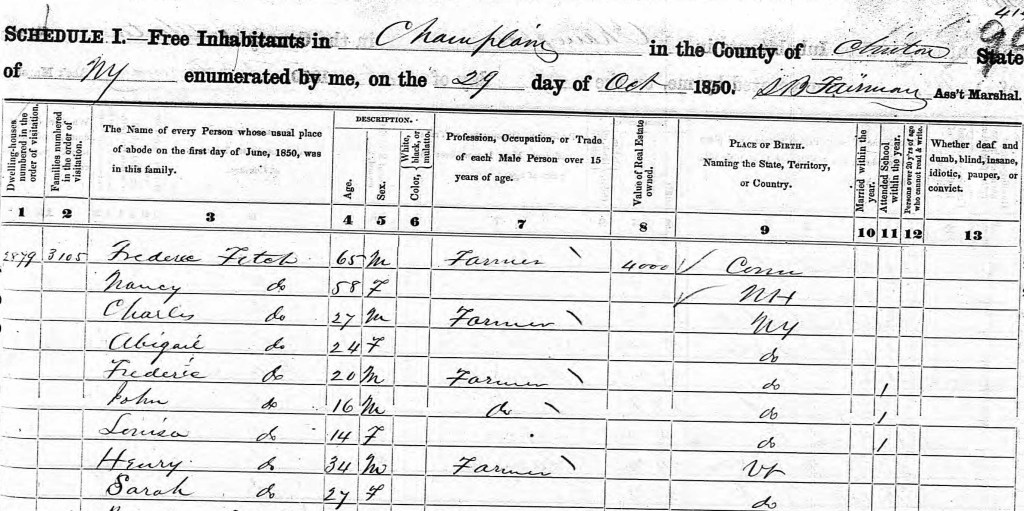 SCHEDULE I.—Free Inhabitants in Champlain in the County of Clinton State
of NY enumerated by me, on the 29 day of Oct 1850. S B Fairman Ass't Marshal.
Dwelling-houses numbered in the order of visitation. Families numbered in the order of visitation. The Name of every Person whose usual place of abode on the first day of June, 1850, was in this family. DESCRIPTION. Age. Sex. Color, White, black, or mulatto. Profession, Occupation, or Trade of each Male Person over 15 years of age. Value of Real Estate owned. PLACE OF BIRTH. Naming the State, Territory, or Country. Married within the year. Attended School within the year. Persons over 20 y'rs of age who cannot read & write. Whether deaf and dumb, blind, insane, idiotic, pauper, or convict.
1 2 3 4 5 6 7 8 9 10 11 12 13
2879 3105 Frederic Fitch 65 M Farmer 4000 Conn
Nancy do 58 F NH
Charles do 27 M Farmer NY
Abigail do 24 F do
Frederic do 20 M Farmer do 1
John do 16 M do do 1
Louisa do 14 F do 1
Henry do 34 M Farmer Vt
Sarah do 27 F do